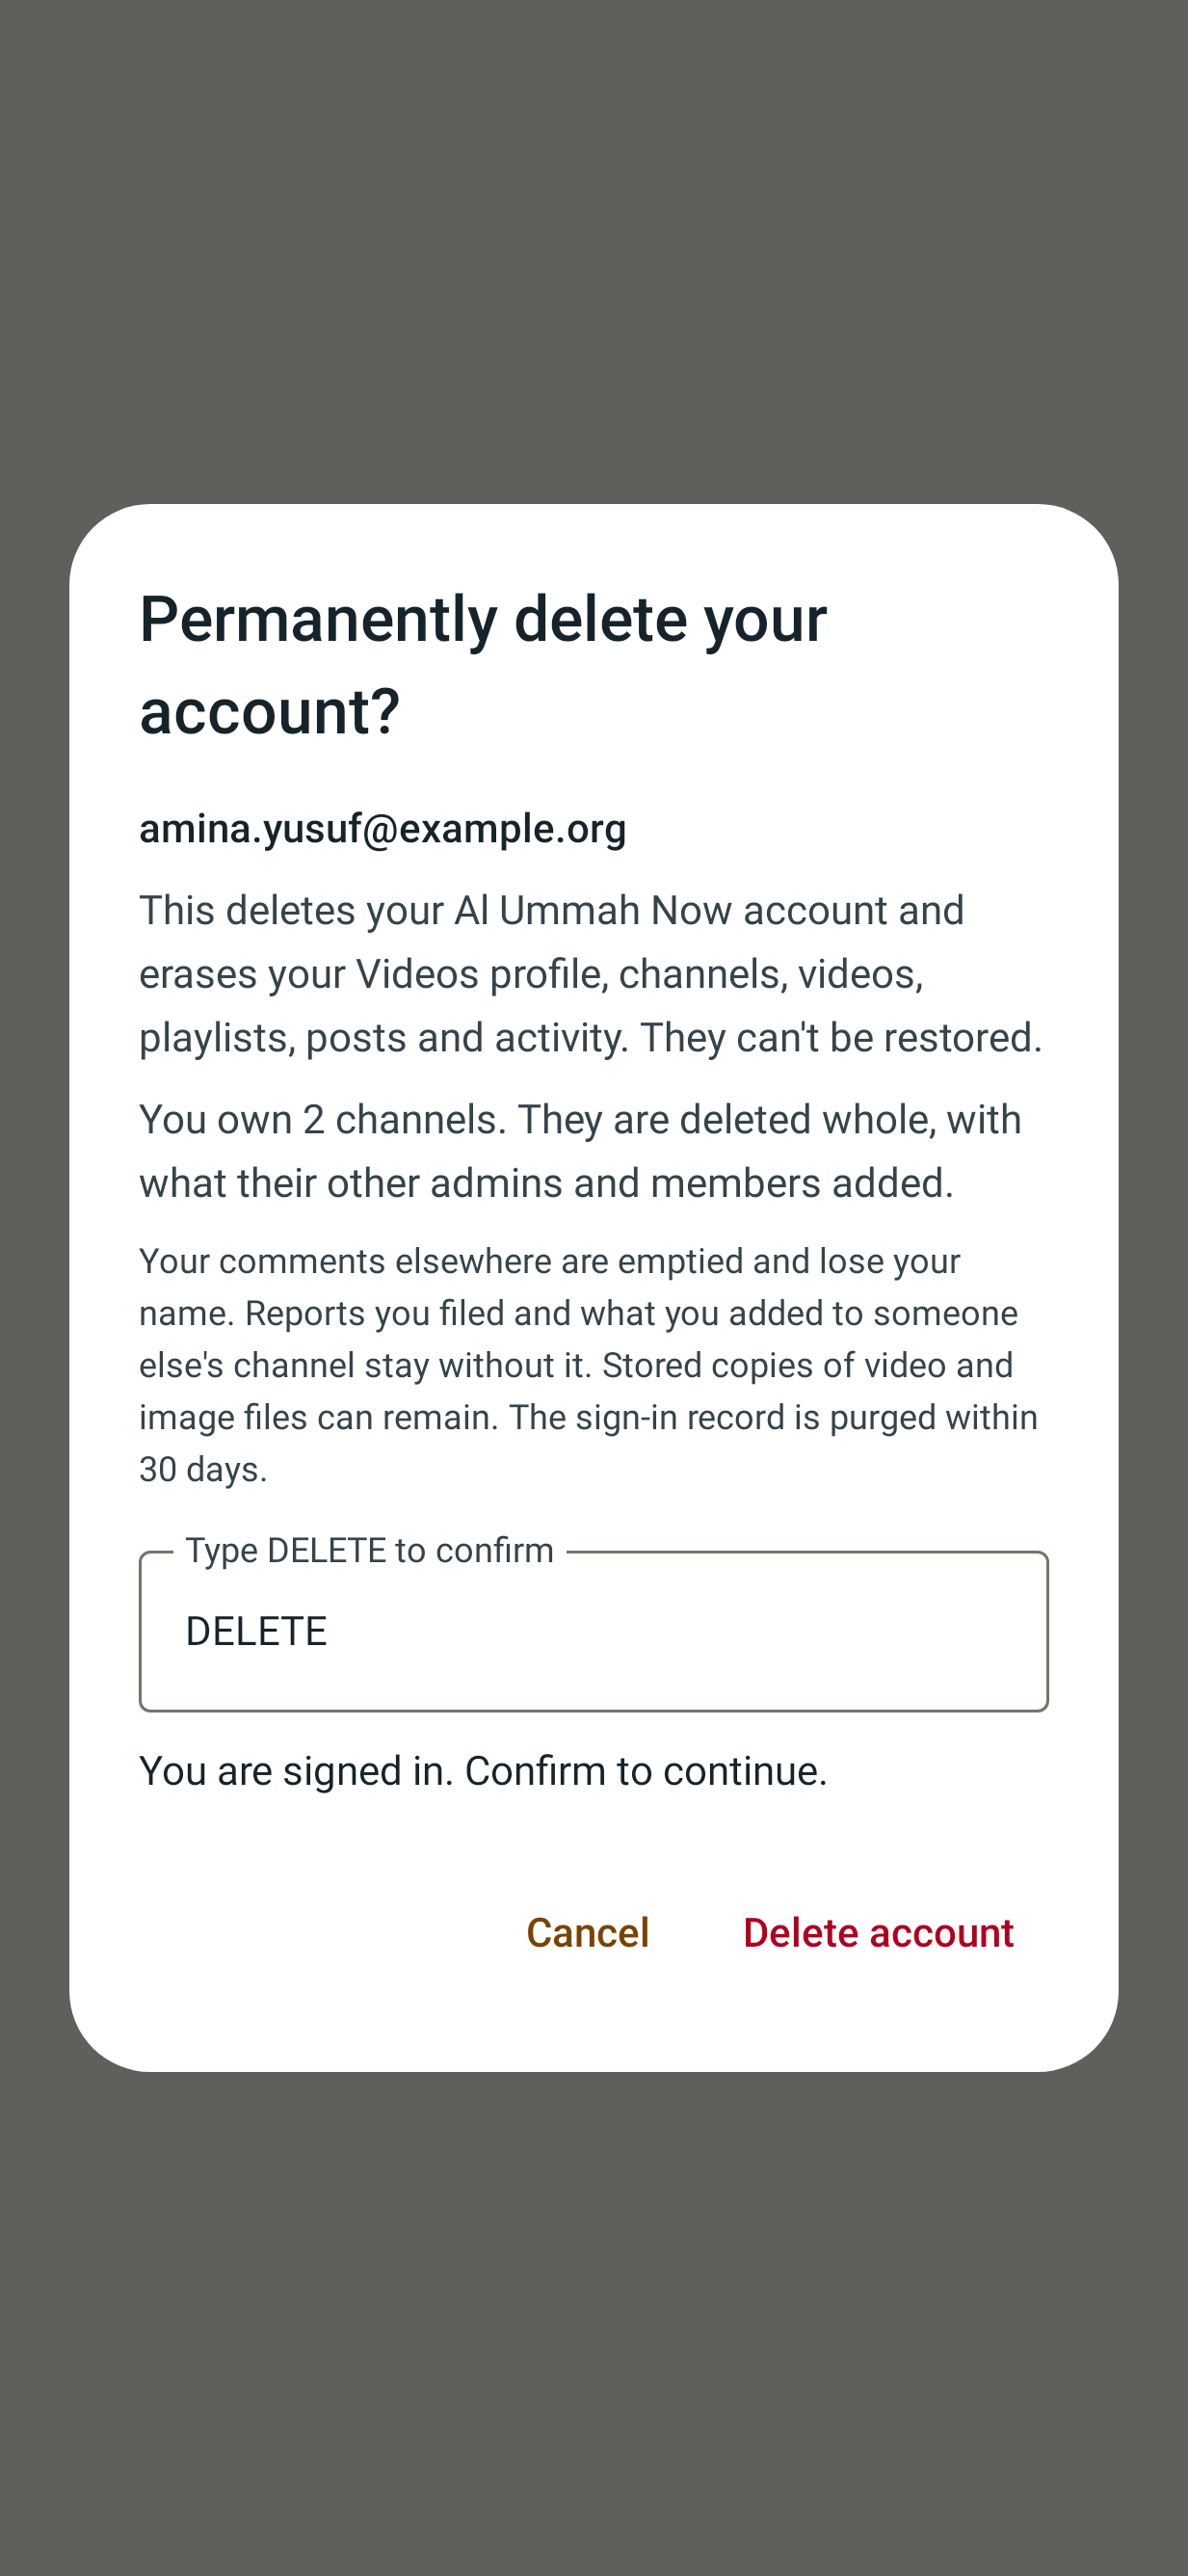 Permanently delete your
account?
amina.yusuf@example.org
This deletes your Al Ummah Now account and
erases your Videos profile, channels, videos,
playlists, posts and activity. They can't be restored.
You own 2 channels. They are deleted whole, with
what their other admins and members added.
Your comments elsewhere are emptied and lose your
name. Reports you filed and what you added to someone
else's channel stay without it. Stored copies of video and
image files can remain. The sign-in record is purged within
30 days.
Type DELETE to confirm
DELETE
You are signed in. Confirm to continue.
Cancel Delete account